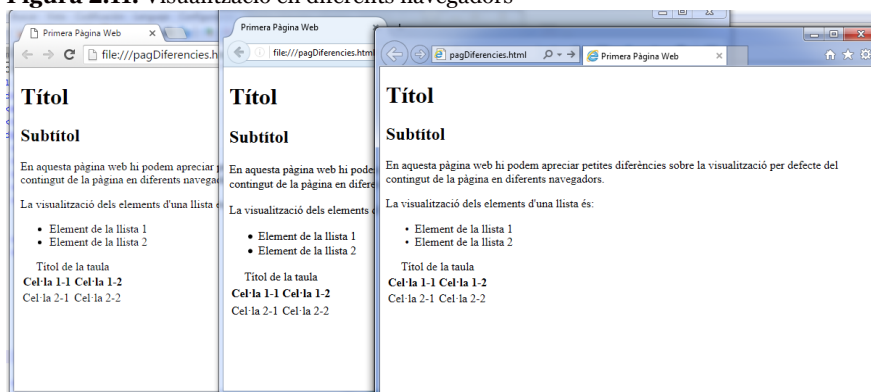 Figura 2.11. Visualització en diferents navegadors
Primera Pàgina Web
file:///pagDiferencies.h
Títol
Subtítol
En aquesta pàgina web hi podem apreciar
contingut de la pàgina en diferents
La visualització dels elements d'una llista
Element de la llista 1
Element de la llista 2
Títol de la taula
Cel·la 1-1 Cel·la 1-2
Cel·la 2-1 Cel·la 2-2
Primera Pàgina Web
file:///pagDiferencies.html
Títol
Subtítol
En aquesta pàgina web hi
contingut de la pàgina en
La visualització dels elements
Element de la llista 1
Element de la llista 2
Títol de la taula
Cel·la 1-1 Cel·la 1-2
Cel·la 2-1 Cel·la 2-2
pagDiferencies.html
Primera Pàgina Web
Títol
Subtítol
En aquesta pàgina web hi podem apreciar petites diferències sobre la visualització per defecte del
contingut de la pàgina en diferents navegadors.
La visualització dels elements d'una llista és:
Element de la llista 1
Element de la llista 2
Títol de la taula
Cel·la 1-1 Cel·la 1-2
Cel·la 2-1 Cel·la 2-2